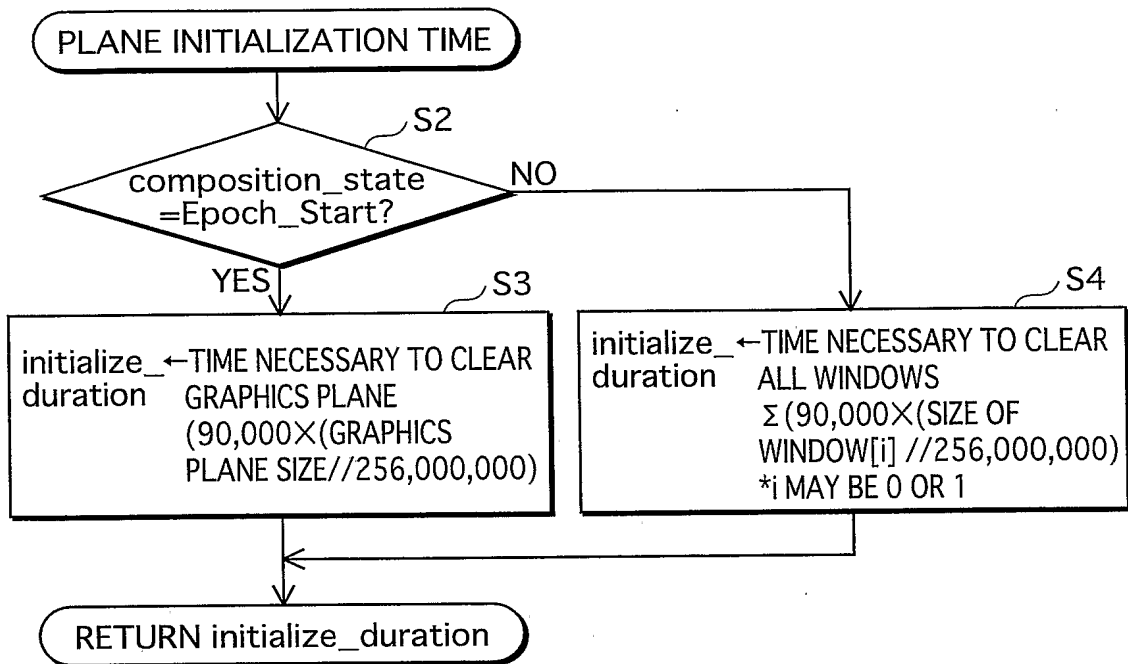 PLANE INITIALIZATION TIME
S2
composition_state
=Epoch_Start?
NO
YES
S3
initialize_←TIME NECESSARY TO CLEAR
duration GRAPHICS PLANE
(90,000×(GRAPHICS
PLANE SIZE//256,000,000)
S4
initialize_←TIME NECESSARY TO CLEAR
duration ALL WINDOWS
Σ(90,000×(SIZE OF
WINDOW[i] //256,000,000)
*i MAY BE 0 OR 1
RETURN initialize_duration